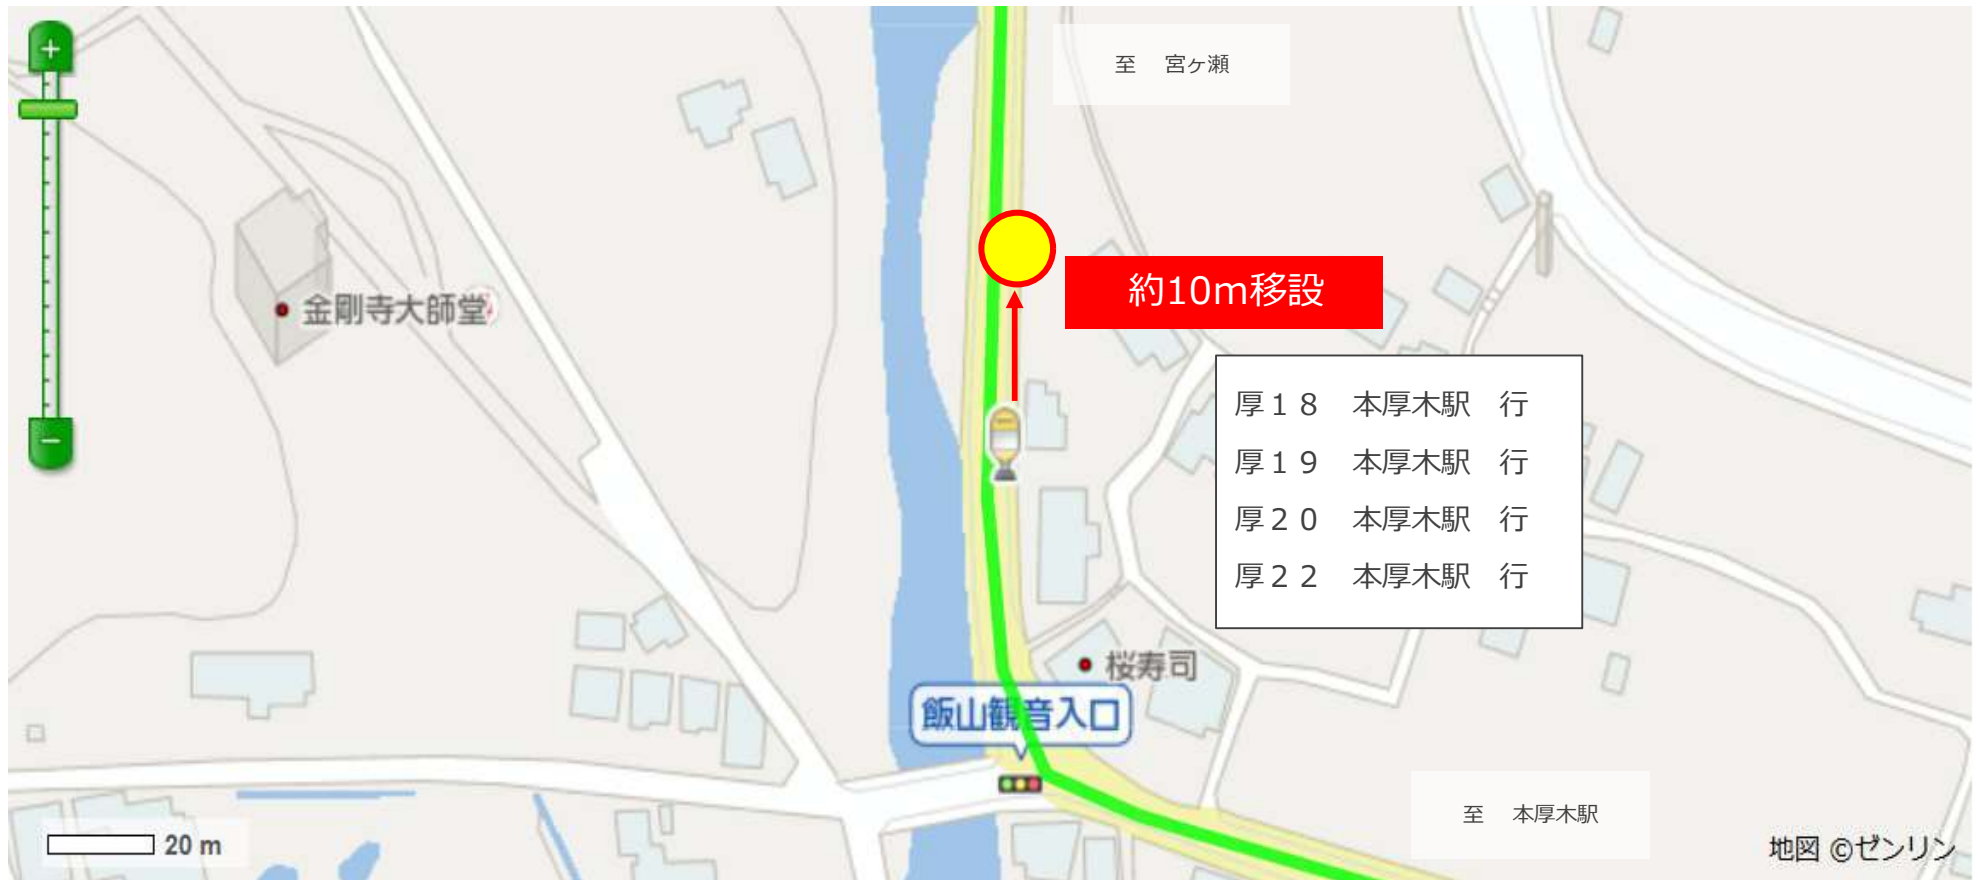 至　宮ヶ瀬
約10m移設
金剛寺大師堂
厚１８　本厚木駅　行
厚１９　本厚木駅　行
厚２０　本厚木駅　行
厚２２　本厚木駅　行
桜寿司
飯山観音入口
至　本厚木駅
20 m
地図 ©ゼンリン